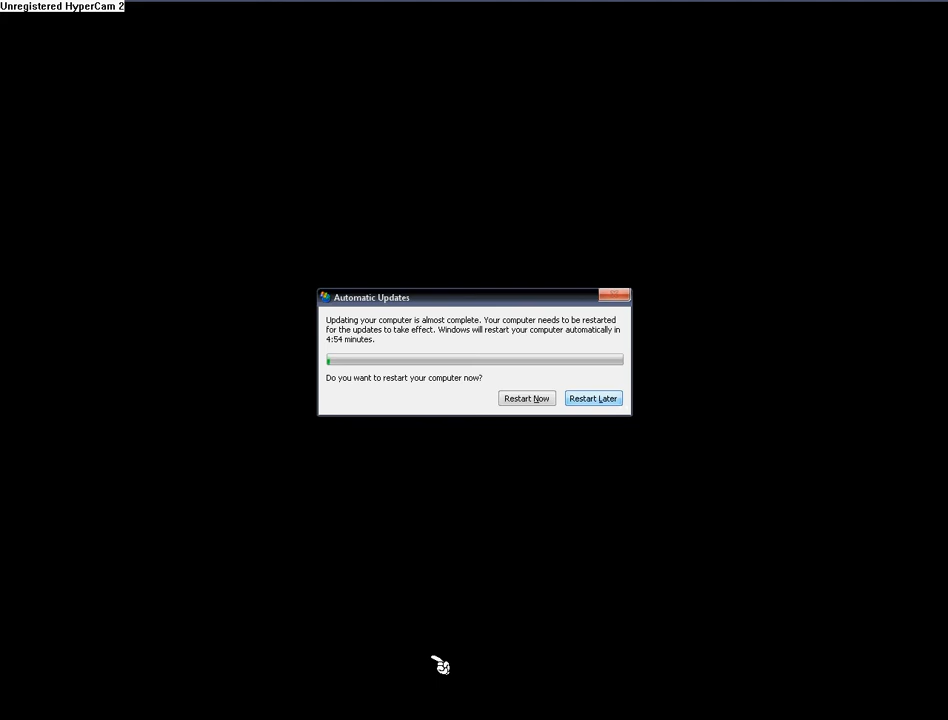 Unregistered HyperCam 2
Automatic Updates
Updating your computer is almost complete. Your computer needs to be restarted
for the updates to take effect. Windows will restart your computer automatically in
4:54 minutes.
Do you want to restart your computer now?
Restart Now
Restart Later